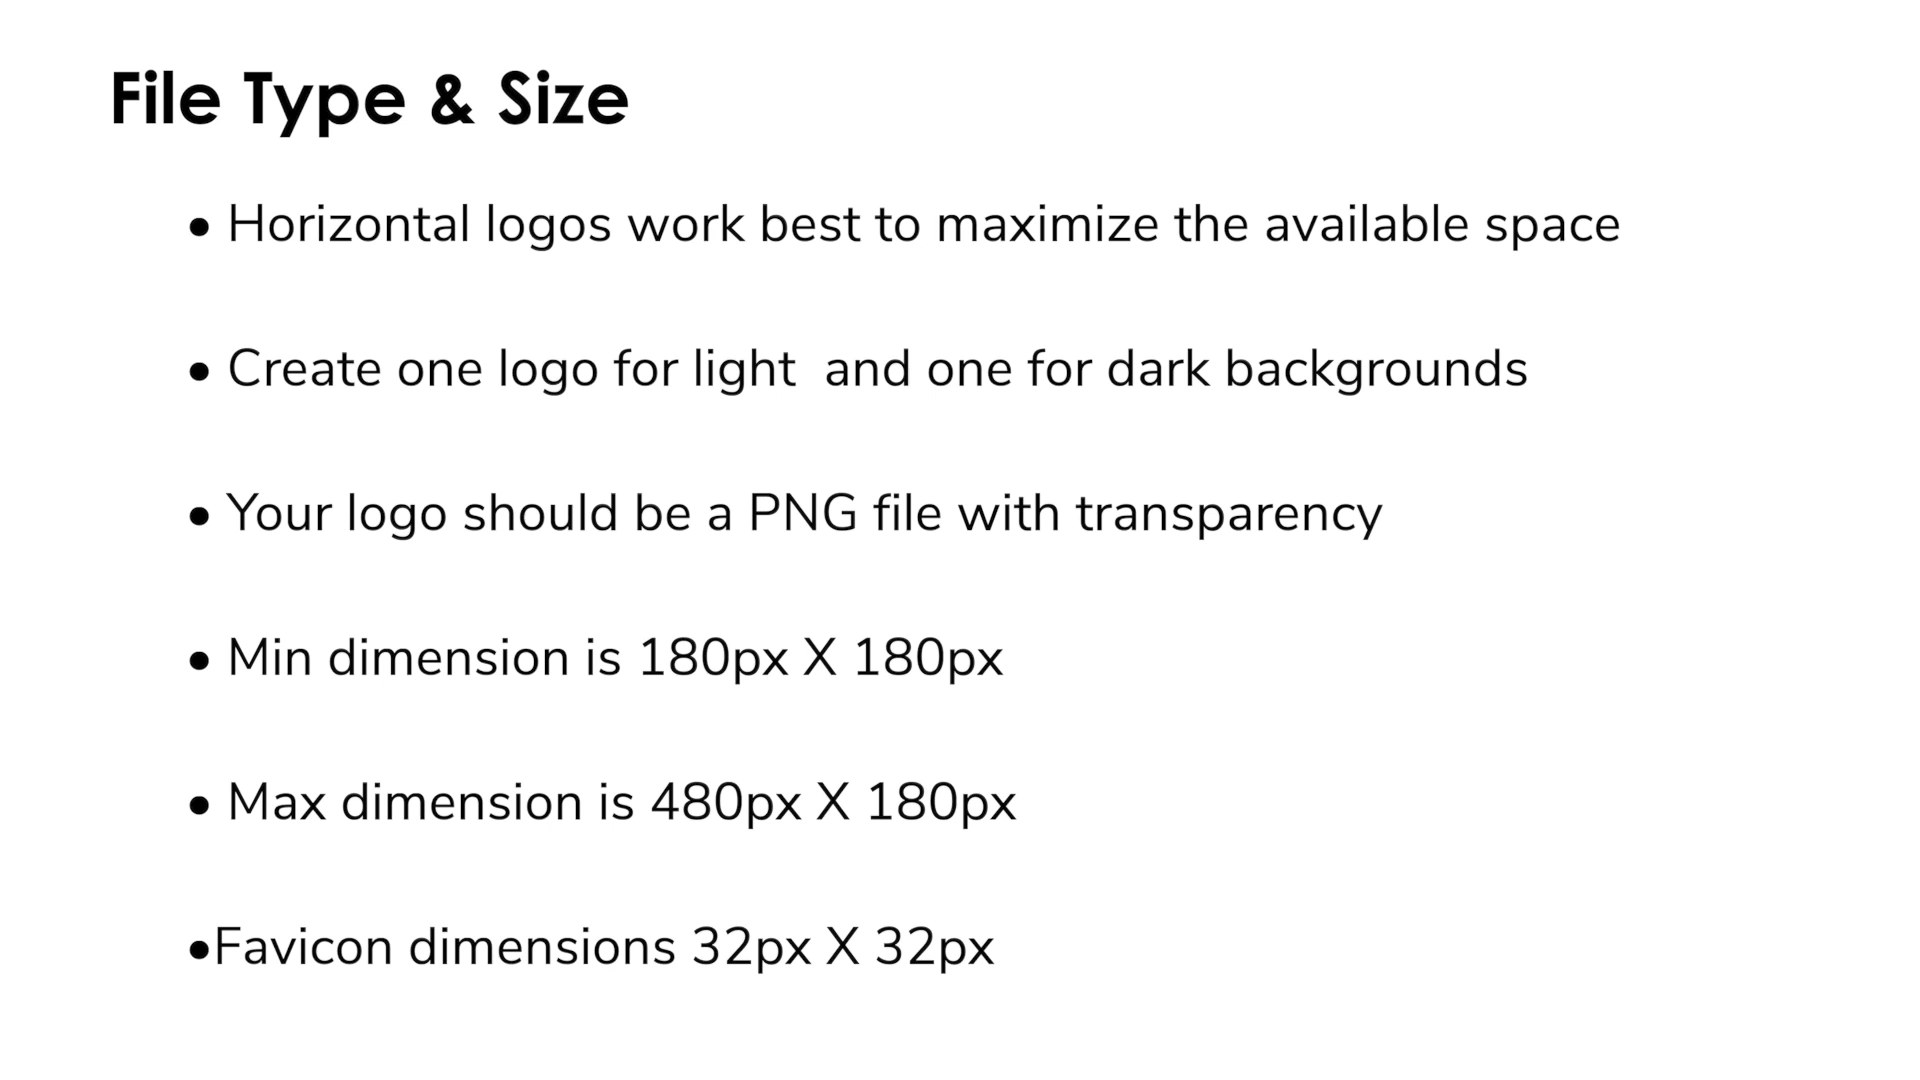 File Type & Size
• Horizontal logos work best to maximize the available space
• Create one logo for light  and one for dark backgrounds
• Your logo should be a PNG file with transparency
• Min dimension is 180px X 180px
• Max dimension is 480px X 180px
•Favicon dimensions 32px X 32px